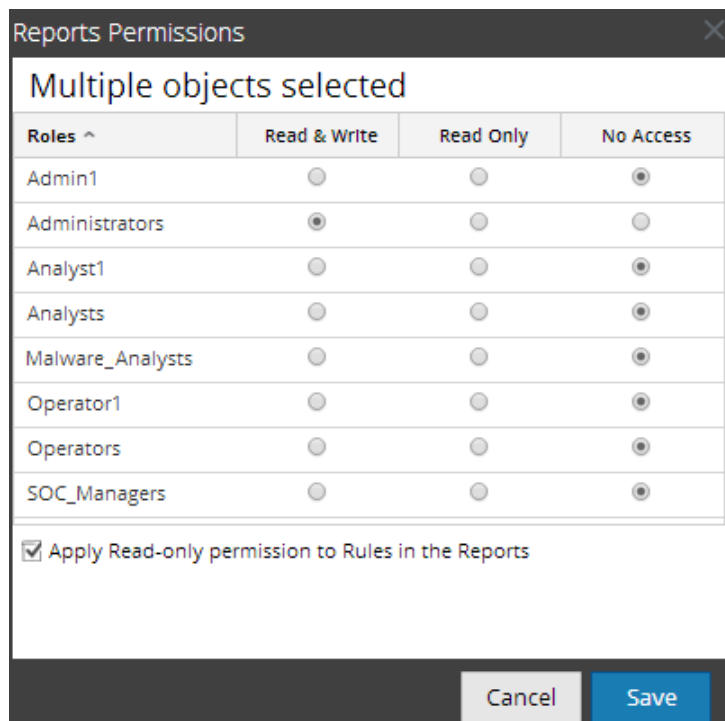 Reports Permissions
Multiple objects selected
Roles Read & Write Read Only No Access
Admin1
Administrators
Analyst1
Analysts
Malware_Analysts
Operator1
Operators
SOC_Managers
Apply Read-only permission to Rules in the Reports
Cancel Save